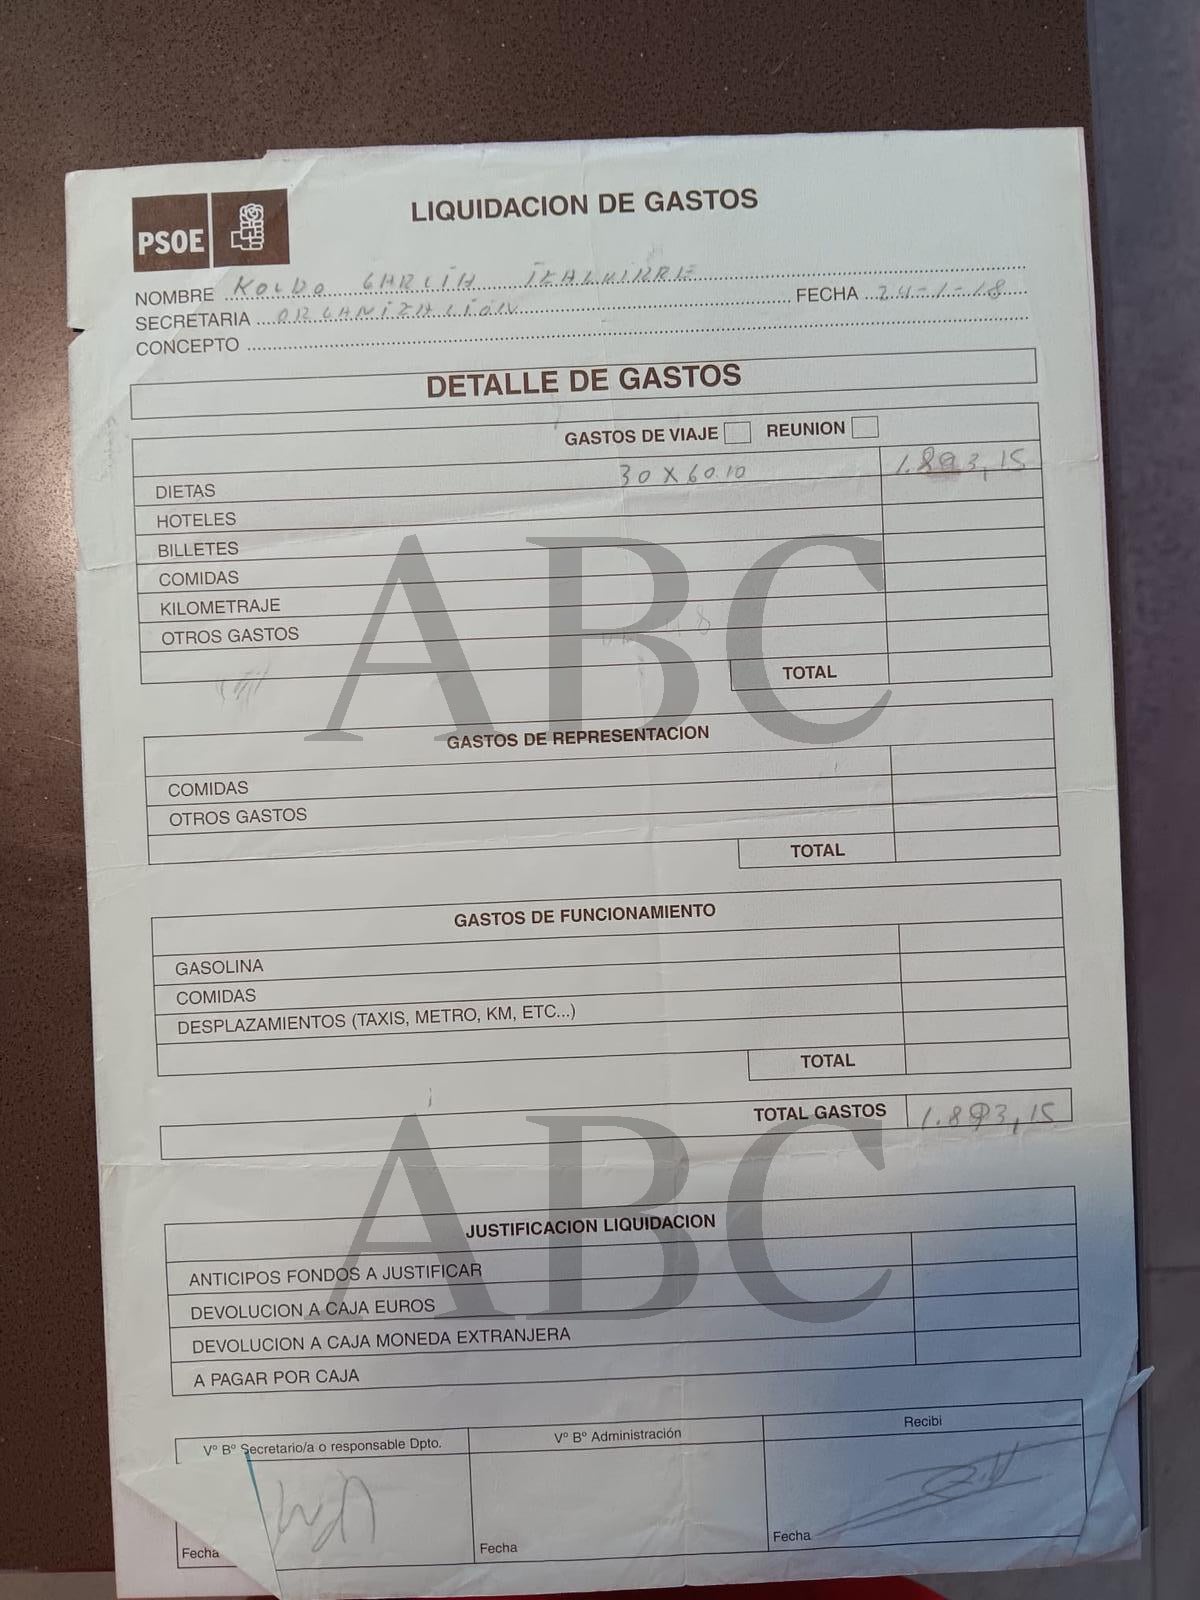 PSOE
LIQUIDACION DE GASTOS
NOMBRE KOLDO GARCÍA IZAGUIRRE
SECRETARIA ORGANIZACIÓN FECHA 24-1-18
CONCEPTO
DETALLE DE GASTOS
GASTOS DE VIAJE REUNION
DIETAS 30 X 60.10 1.893,15
HOTELES
BILLETES
COMIDAS
KILOMETRAJE
OTROS GASTOS
TOTAL
ABC
GASTOS DE REPRESENTACION
COMIDAS
OTROS GASTOS
TOTAL
GASTOS DE FUNCIONAMIENTO
GASOLINA
COMIDAS
DESPLAZAMIENTOS (TAXIS, METRO, KM, ETC...)
TOTAL
TOTAL GASTOS 1.893,15
ABC
JUSTIFICACION LIQUIDACION
ANTICIPOS FONDOS A JUSTIFICAR
DEVOLUCION A CAJA EUROS
DEVOLUCION A CAJA MONEDA EXTRANJERA
A PAGAR POR CAJA
Vº Bº Secretario/a o responsable Dpto. Vº Bº Administración Recibi
Fecha Fecha Fecha